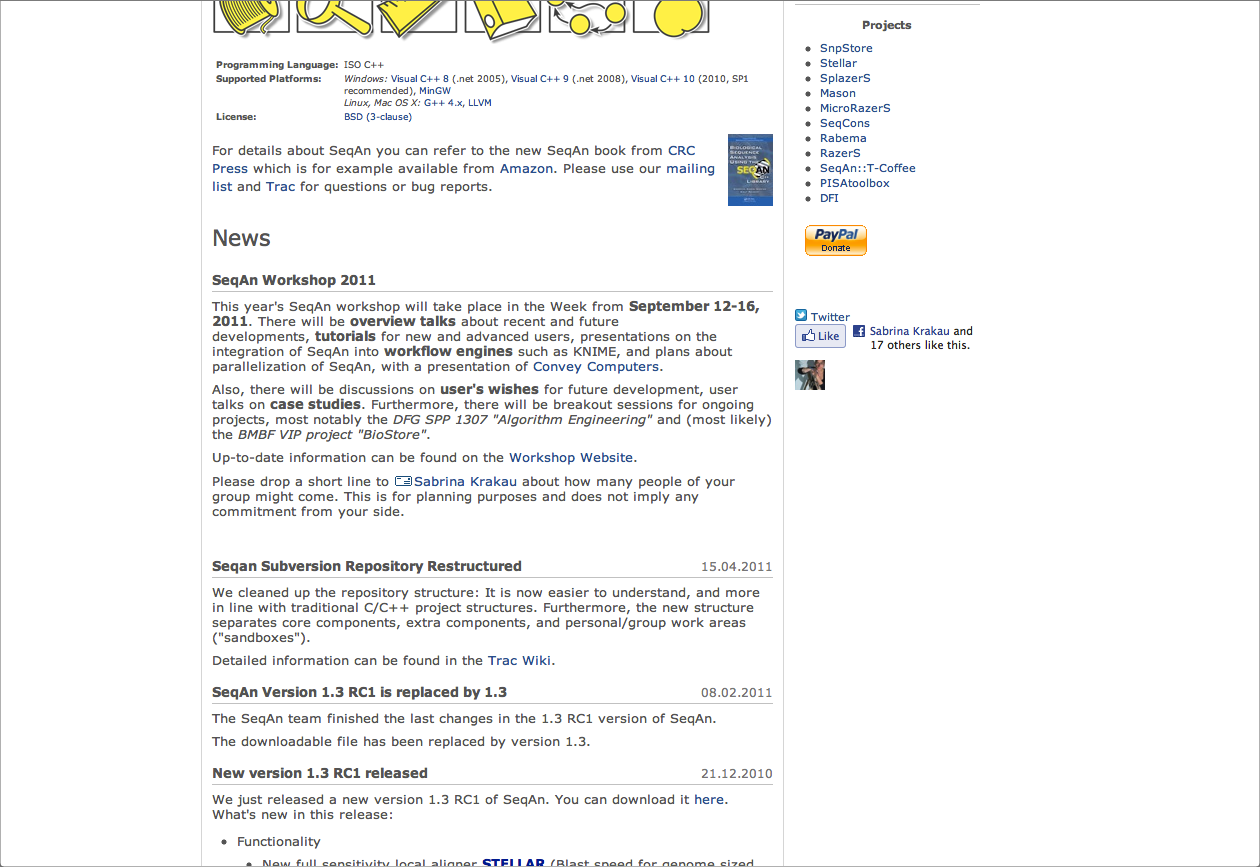 Programming Language: ISO C++
Supported Platforms: Windows: Visual C++ 8 (.net 2005), Visual C++ 9 (.net 2008), Visual C++ 10 (2010, SP1
recommended), MinGW
Linux, Mac OS X: G++ 4.x, LLVM
License: BSD (3-clause)
For details about SeqAn you can refer to the new SeqAn book from CRC
Press which is for example available from Amazon. Please use our mailing
list and Trac for questions or bug reports.
BIOLOGICAL
SEQUENCE
ANALYSIS
USING THE
SEQAN
LIBRARY
News
SeqAn Workshop 2011
This year's SeqAn workshop will take place in the Week from September 12-16,
2011. There will be overview talks about recent and future
developments, tutorials for new and advanced users, presentations on the
integration of SeqAn into workflow engines such as KNIME, and plans about
parallelization of SeqAn, with a presentation of Convey Computers.
Also, there will be discussions on user's wishes for future development, user
talks on case studies. Furthermore, there will be breakout sessions for ongoing
projects, most notably the DFG SPP 1307 "Algorithm Engineering" and (most likely)
the BMBF VIP project "BioStore".
Up-to-date information can be found on the Workshop Website.
Please drop a short line to Sabrina Krakau about how many people of your
group might come. This is for planning purposes and does not imply any
commitment from your side.
Seqan Subversion Repository Restructured 15.04.2011
We cleaned up the repository structure: It is now easier to understand, and more
in line with traditional C/C++ project structures. Furthermore, the new structure
separates core components, extra components, and personal/group work areas
("sandboxes").
Detailed information can be found in the Trac Wiki.
SeqAn Version 1.3 RC1 is replaced by 1.3 08.02.2011
The SeqAn team finished the last changes in the 1.3 RC1 version of SeqAn.
The downloadable file has been replaced by version 1.3.
New version 1.3 RC1 released 21.12.2010
We just released a new version 1.3 RC1 of SeqAn. You can download it here.
What's new in this release:
• Functionality
• New full sensitivity local aligner STELLAR (Blast speed for genome sized
Projects
• SnpStore
• Stellar
• SplazerS
• Mason
• MicroRazerS
• SeqCons
• Rabema
• RazerS
• SeqAn::T-Coffee
• PISAtoolbox
• DFI
PayPal
Donate
Twitter
Like Sabrina Krakau and
17 others like this.